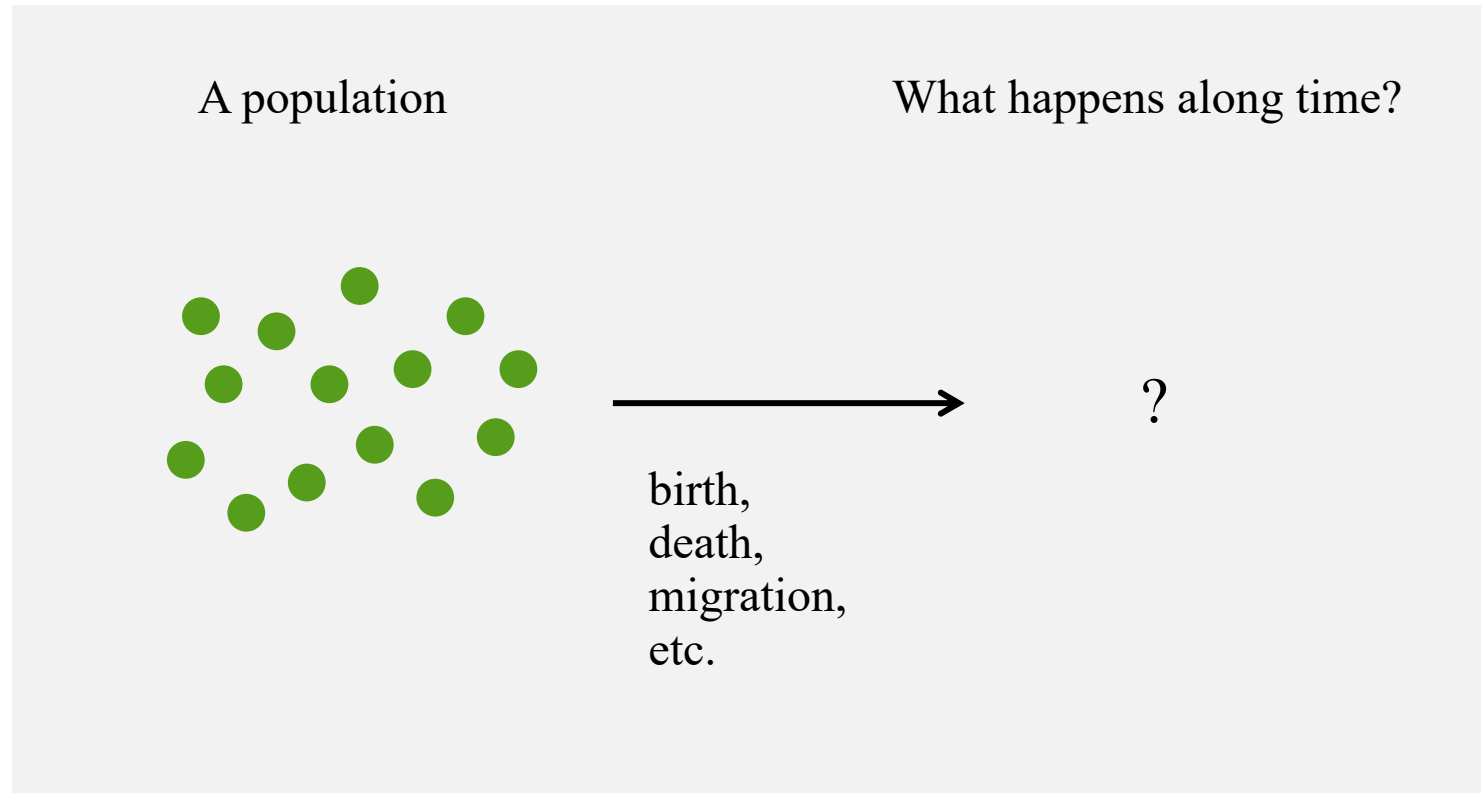 A population
What happens along time?
?
birth,
death,
migration,
etc.